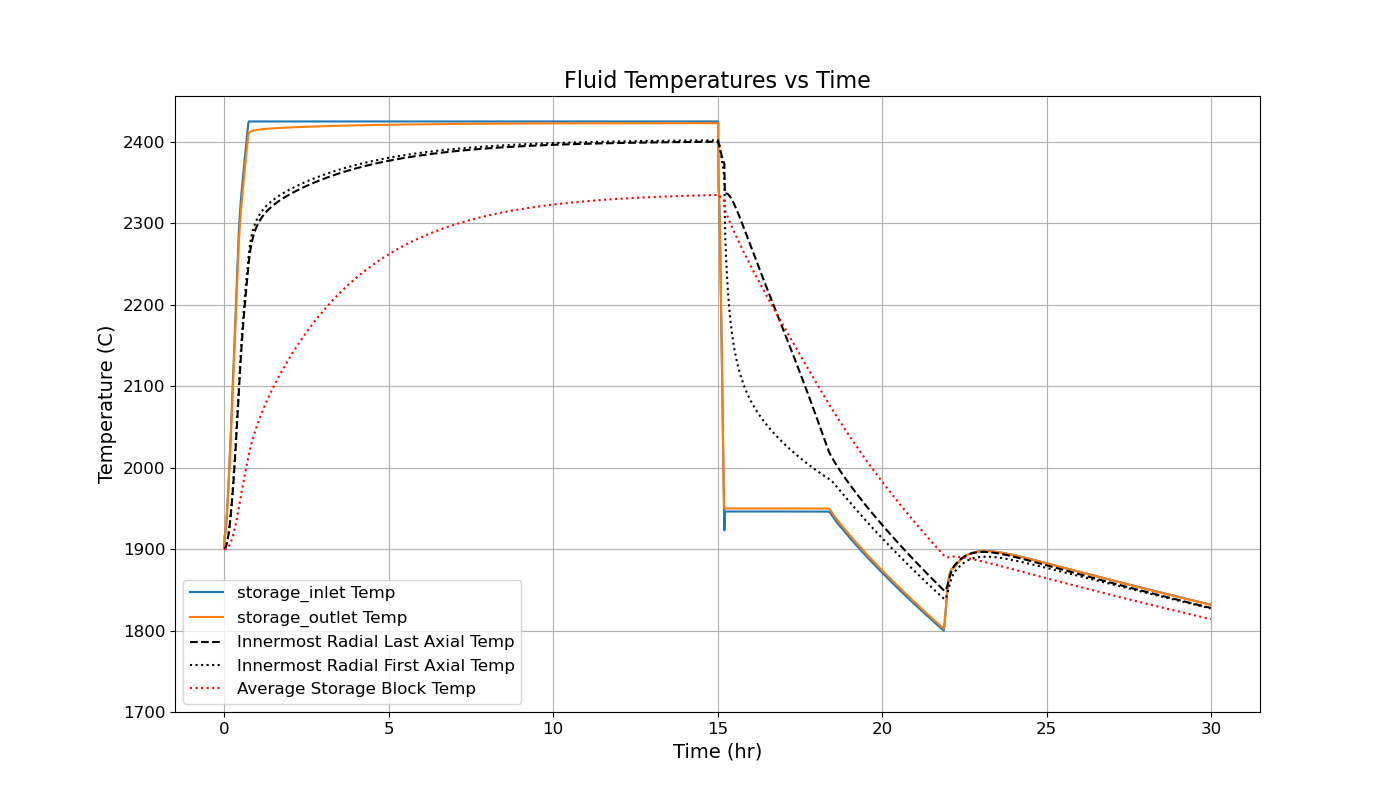 Fluid Temperatures vs Time
Temperature (C)
2400
2300
2200
2100
2000
1900
1800
1700
storage_inlet Temp
storage_outlet Temp
Innermost Radial Last Axial Temp
Innermost Radial First Axial Temp
Average Storage Block Temp
0 5 10 15 20 25 30
Time (hr)